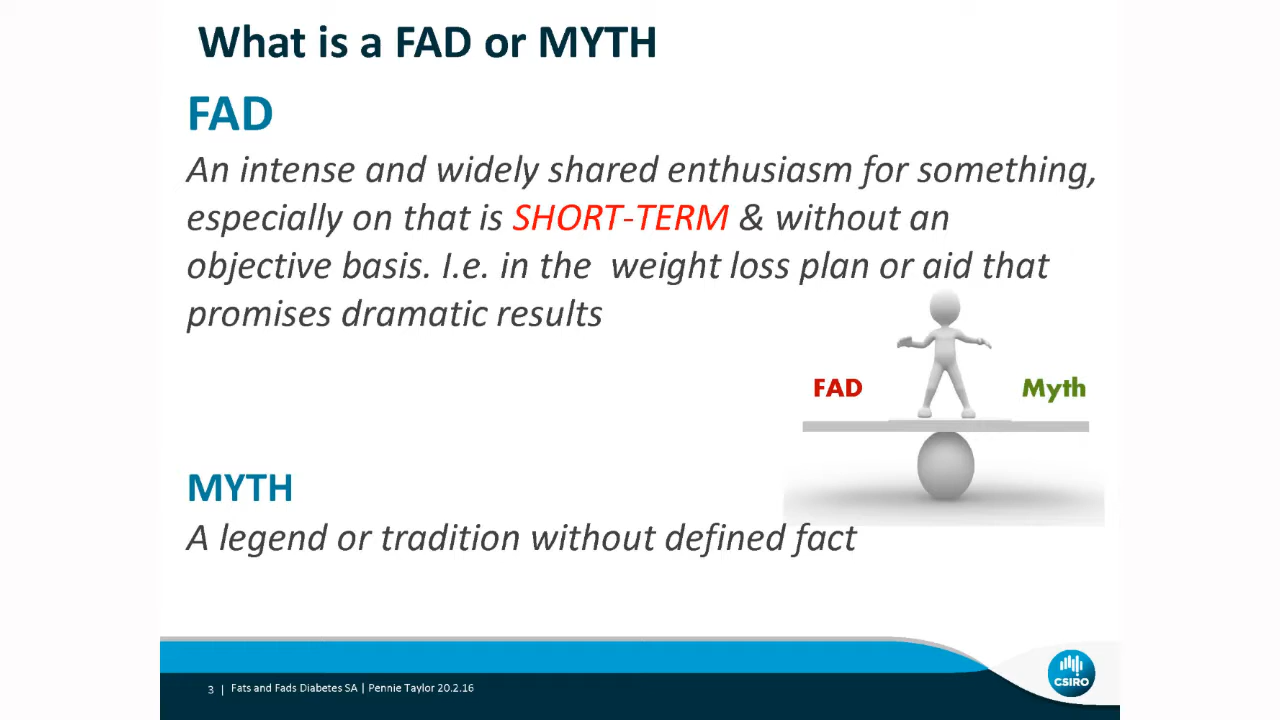 What is a FAD or MYTH
FAD
An intense and widely shared enthusiasm for something,
especially on that is SHORT-TERM & without an
objective basis. I.e. in the  weight loss plan or aid that
promises dramatic results
FAD
Myth
MYTH
A legend or tradition without defined fact
3 | Fats and Fads Diabetes SA | Pennie Taylor 20.2.16
CSIRO